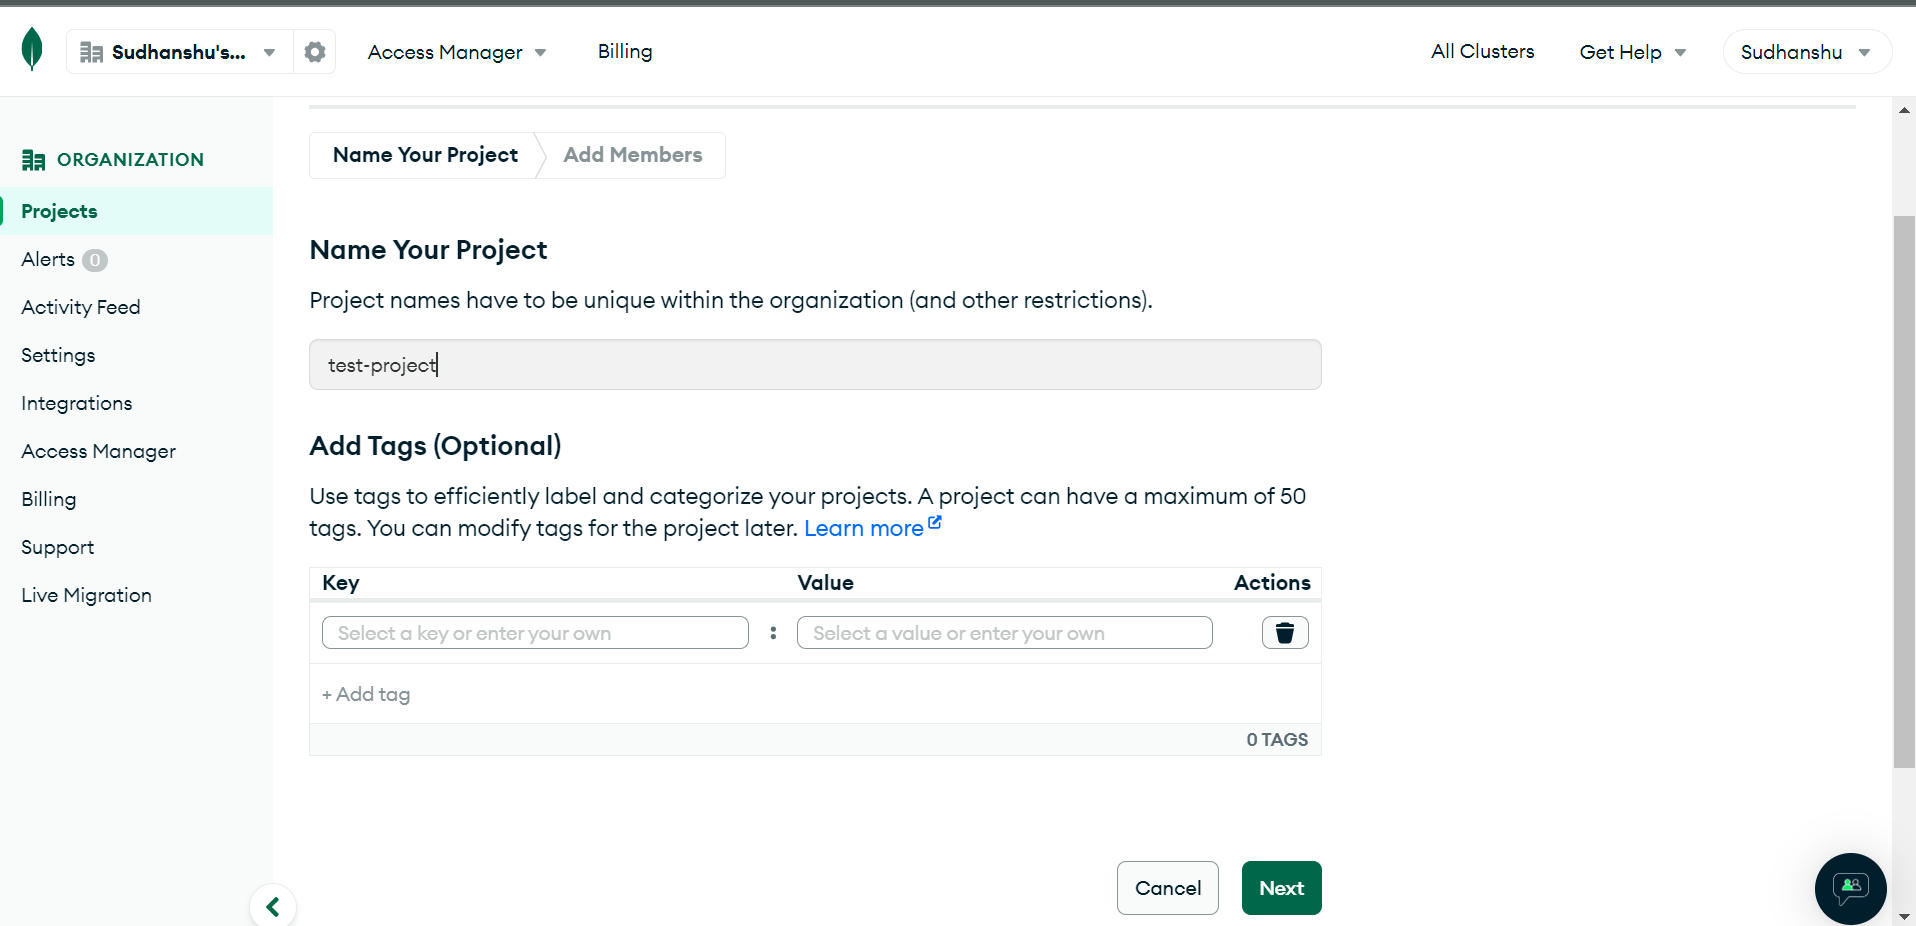 Sudhanshu's...
Access Manager
Billing
All Clusters
Get Help
Sudhanshu
ORGANIZATION
Projects
Alerts 0
Activity Feed
Settings
Integrations
Access Manager
Billing
Support
Live Migration
Name Your Project
Add Members
Name Your Project
Project names have to be unique within the organization (and other restrictions).
test-project
Add Tags (Optional)
Use tags to efficiently label and categorize your projects. A project can have a maximum of 50
tags. You can modify tags for the project later. Learn more
Key Value Actions
Select a key or enter your own : Select a value or enter your own
+ Add tag
0 TAGS
Cancel
Next